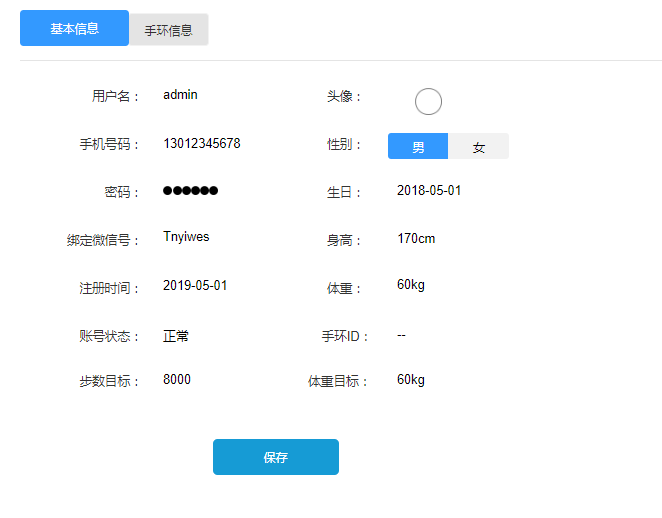 基本信息 手环信息
用户名： admin 头像：
手机号码： 13012345678 性别： 男 女
密码： ●●●●●● 生日： 2018-05-01
绑定微信号： Tnyiwes 身高： 170cm
注册时间： 2019-05-01 体重： 60kg
账号状态： 正常 手环ID： --
步数目标： 8000 体重目标： 60kg
保存